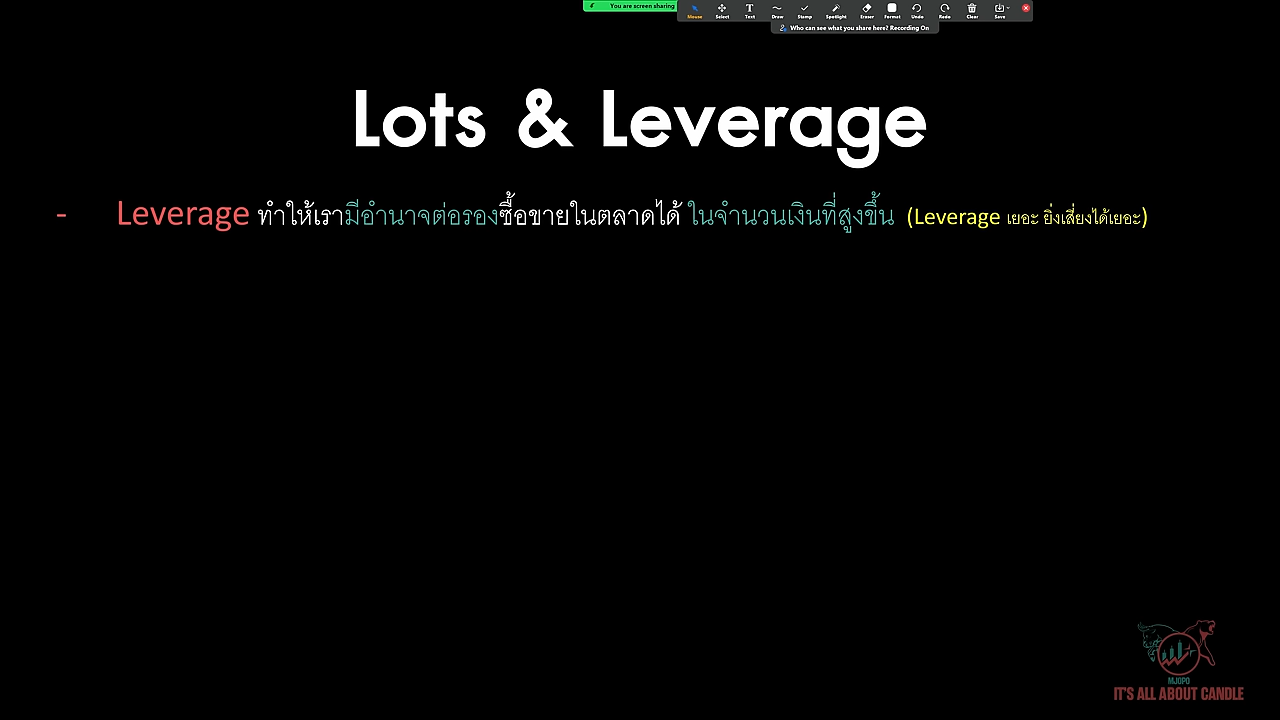 You are screen sharing
Mouse Select Text Draw Stamp Spotlight Eraser Format Undo Redo Clear Save
Who can see what you share here? Recording On
Lots & Leverage
- Leverage ทำให้เรามีอำนาจต่อรองซื้อขายในตลาดได้ ในจำนวนเงินที่สูงขึ้น (Leverage เยอะ ยิ่งเสี่ยงได้เยอะ)
MJOPO
IT'S ALL ABOUT CANDLE